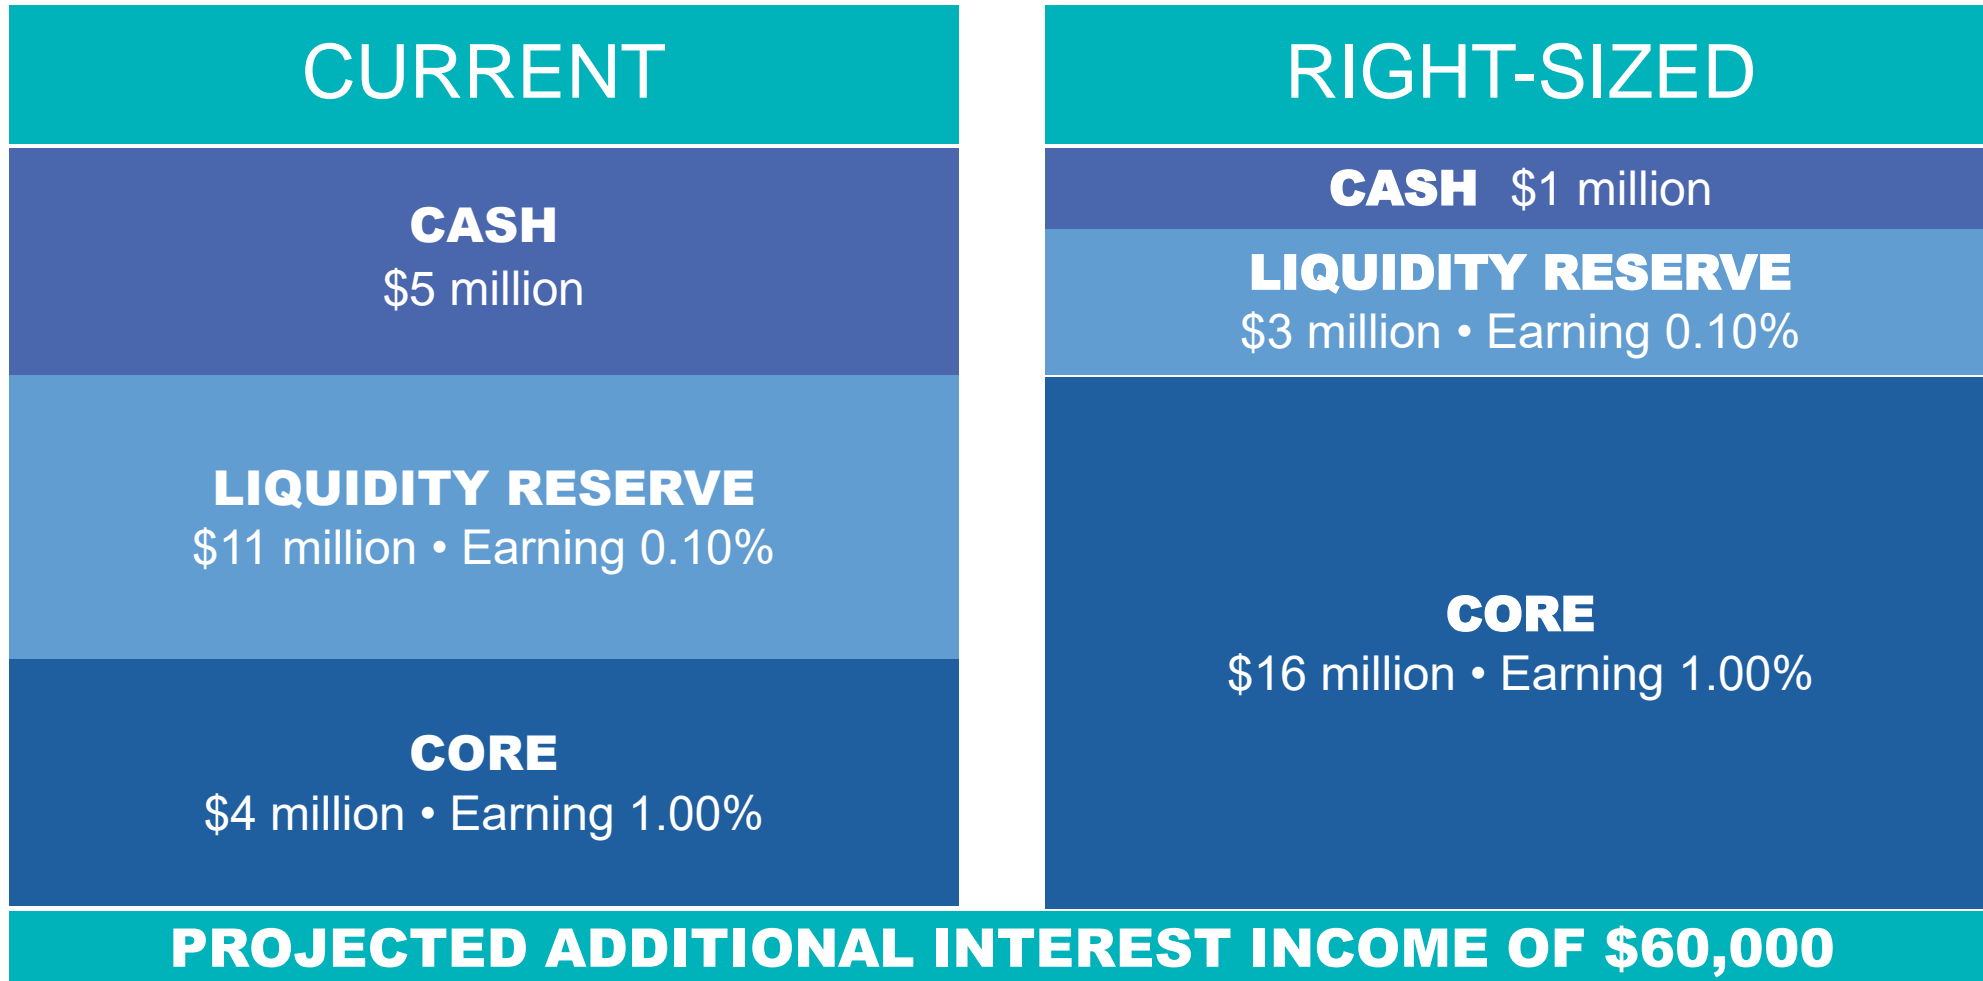 CURRENT
CASH
$5 million
LIQUIDITY RESERVE
$11 million • Earning 0.10%
CORE
$4 million • Earning 1.00%
RIGHT-SIZED
CASH $1 million
LIQUIDITY RESERVE
$3 million • Earning 0.10%
CORE
$16 million • Earning 1.00%
PROJECTED ADDITIONAL INTEREST INCOME OF $60,000